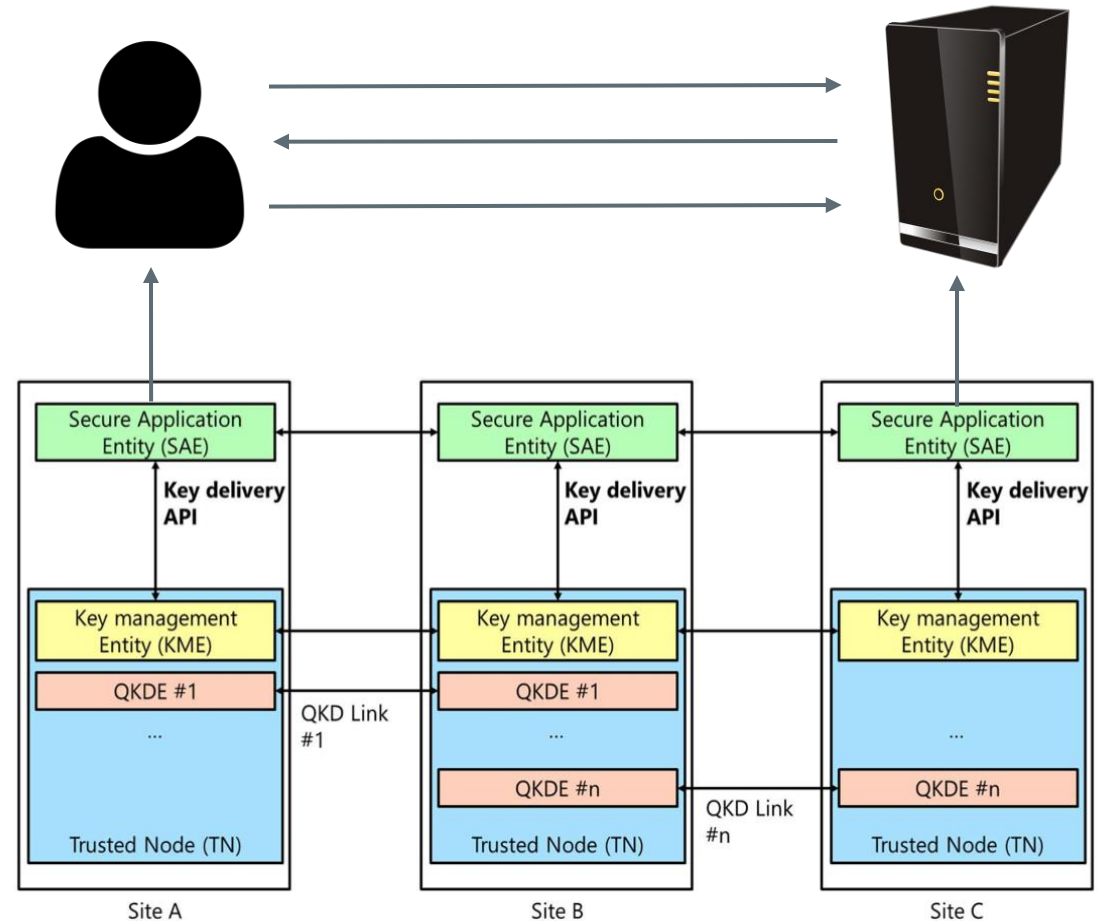 Secure Application
Entity (SAE)
Secure Application
Entity (SAE)
Secure Application
Entity (SAE)
Key delivery
API
Key delivery
API
Key delivery
API
Key management
Entity (KME)
Key management
Entity (KME)
Key management
Entity (KME)
QKDE #1
QKD Link
#1
QKDE #1
...
...
...
QKDE #n
QKD Link
#n
QKDE #n
Trusted Node (TN)
Trusted Node (TN)
Trusted Node (TN)
Site A
Site B
Site C